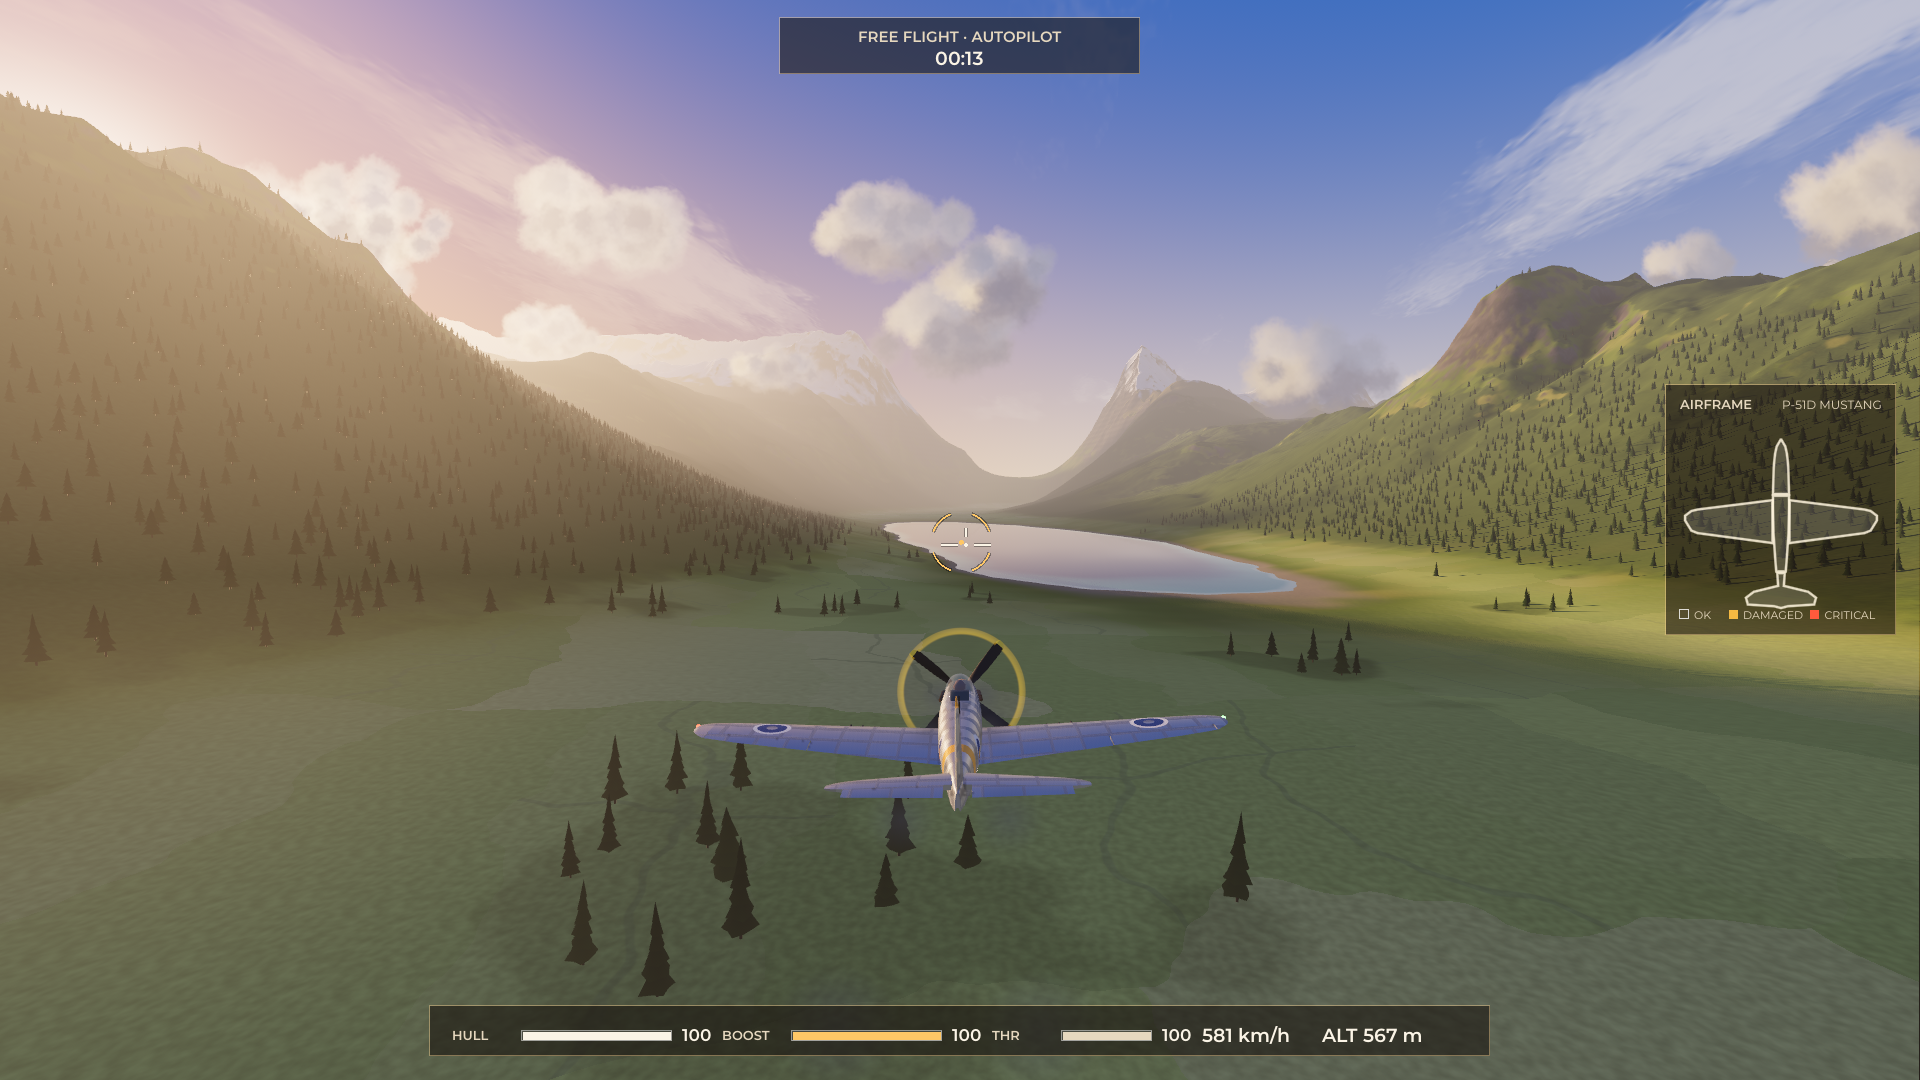 FREE FLIGHT · AUTOPILOT
00:13
AIRFRAME P-51D MUSTANG
OK DAMAGED CRITICAL
HULL 100 BOOST 100 THR 100 581 km/h ALT 567 m